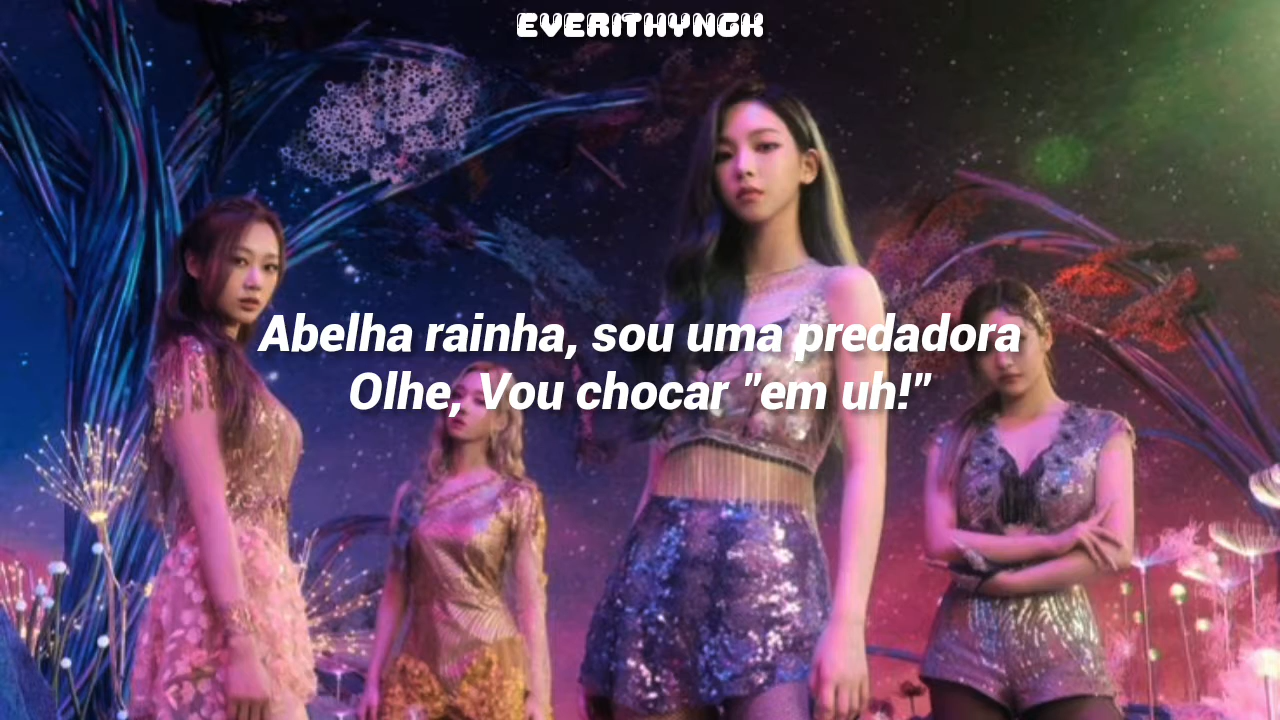 EVERITHYNGK
Abelha rainha, sou uma predadora
Olhe, Vou chocar "em uh!"